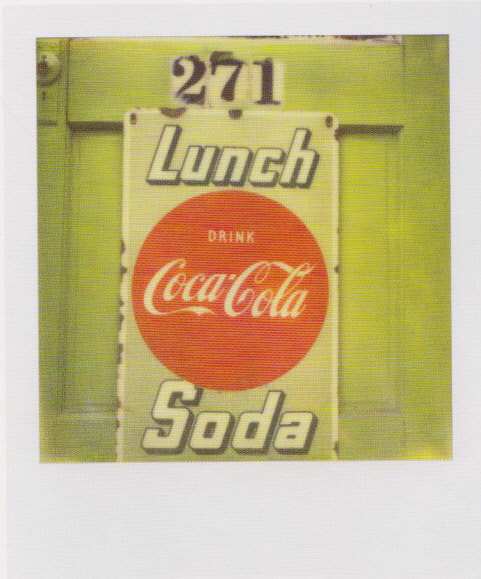 271
Lunch
DRINK
Coca-Cola
Soda